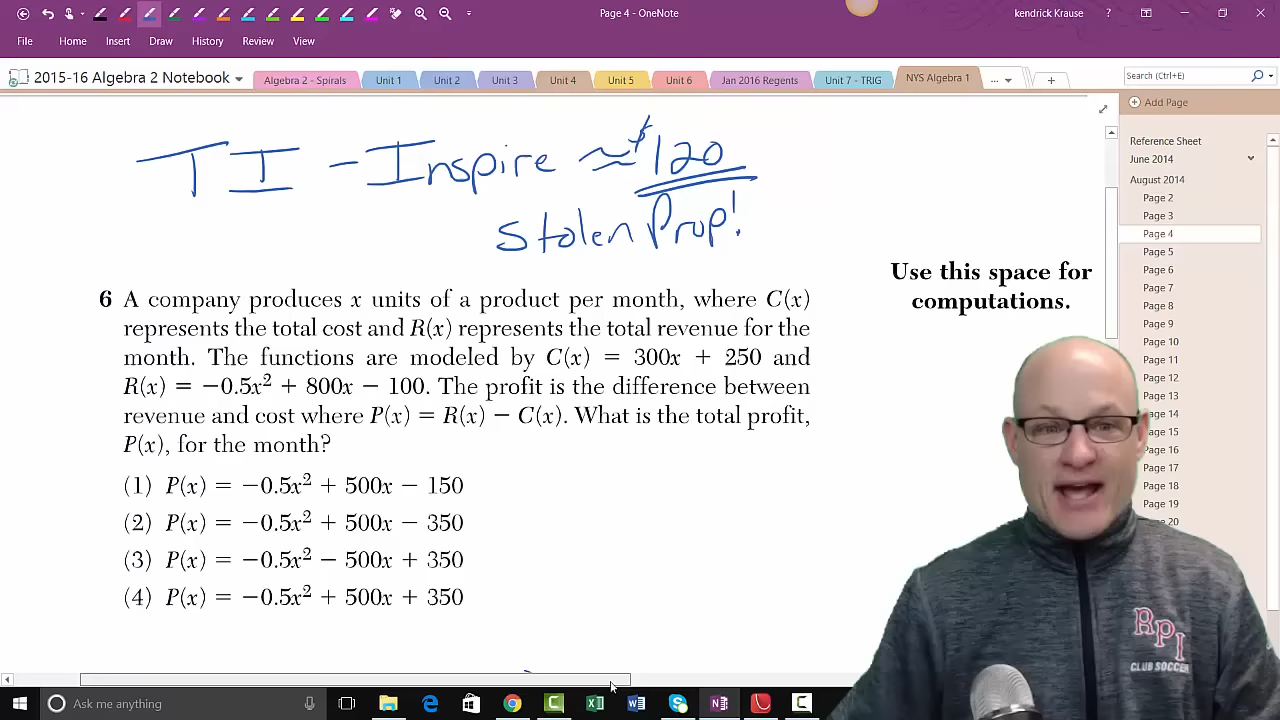 Page 4 - OneNote
kendrick Krause
?
File Home Insert Draw History Review View
2015-16 Algebra 2 Notebook
Algebra 2 - Spirals Unit 1 Unit 2 Unit 3 Unit 4 Unit 5 Unit 6 Jan 2016 Regents Unit 7 - TRIG NYS Algebra 1 ...
Search (Ctrl+E)
Add Page
Reference Sheet
June 2014
August 2014
Page 2
Page 3
Page 4
Page 5
Page 6
Page 7
Page 8
Page 9
Page 10
Page 11
Page 12
Page 13
Page 14
Page 15
Page 16
Page 17
Page 18
Page 19
Page 20
TI - Inspire ≈ $120
Stolen Prop!
Use this space for
computations.
6 A company produces x units of a product per month, where C(x)
represents the total cost and R(x) represents the total revenue for the
month. The functions are modeled by C(x) = 300x + 250 and
R(x) = −0.5x² + 800x − 100. The profit is the difference between
revenue and cost where P(x) = R(x) − C(x). What is the total profit,
P(x), for the month?
(1) P(x) = −0.5x² + 500x − 150
(2) P(x) = −0.5x² + 500x − 350
(3) P(x) = −0.5x² − 500x + 350
(4) P(x) = −0.5x² + 500x + 350
RPI
CLUB SOCCER
Ask me anything